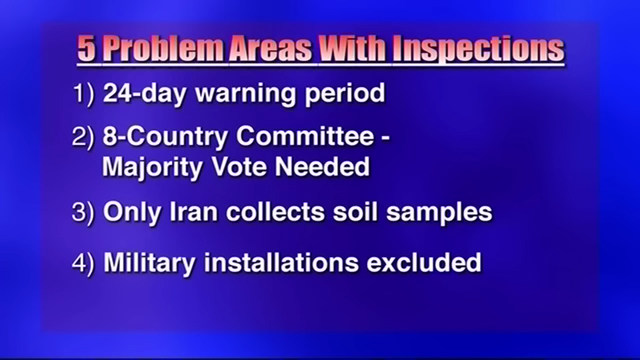 5 Problem Areas With Inspections
1) 24-day warning period
2) 8-Country Committee -
Majority Vote Needed
3) Only Iran collects soil samples
4) Military installations excluded